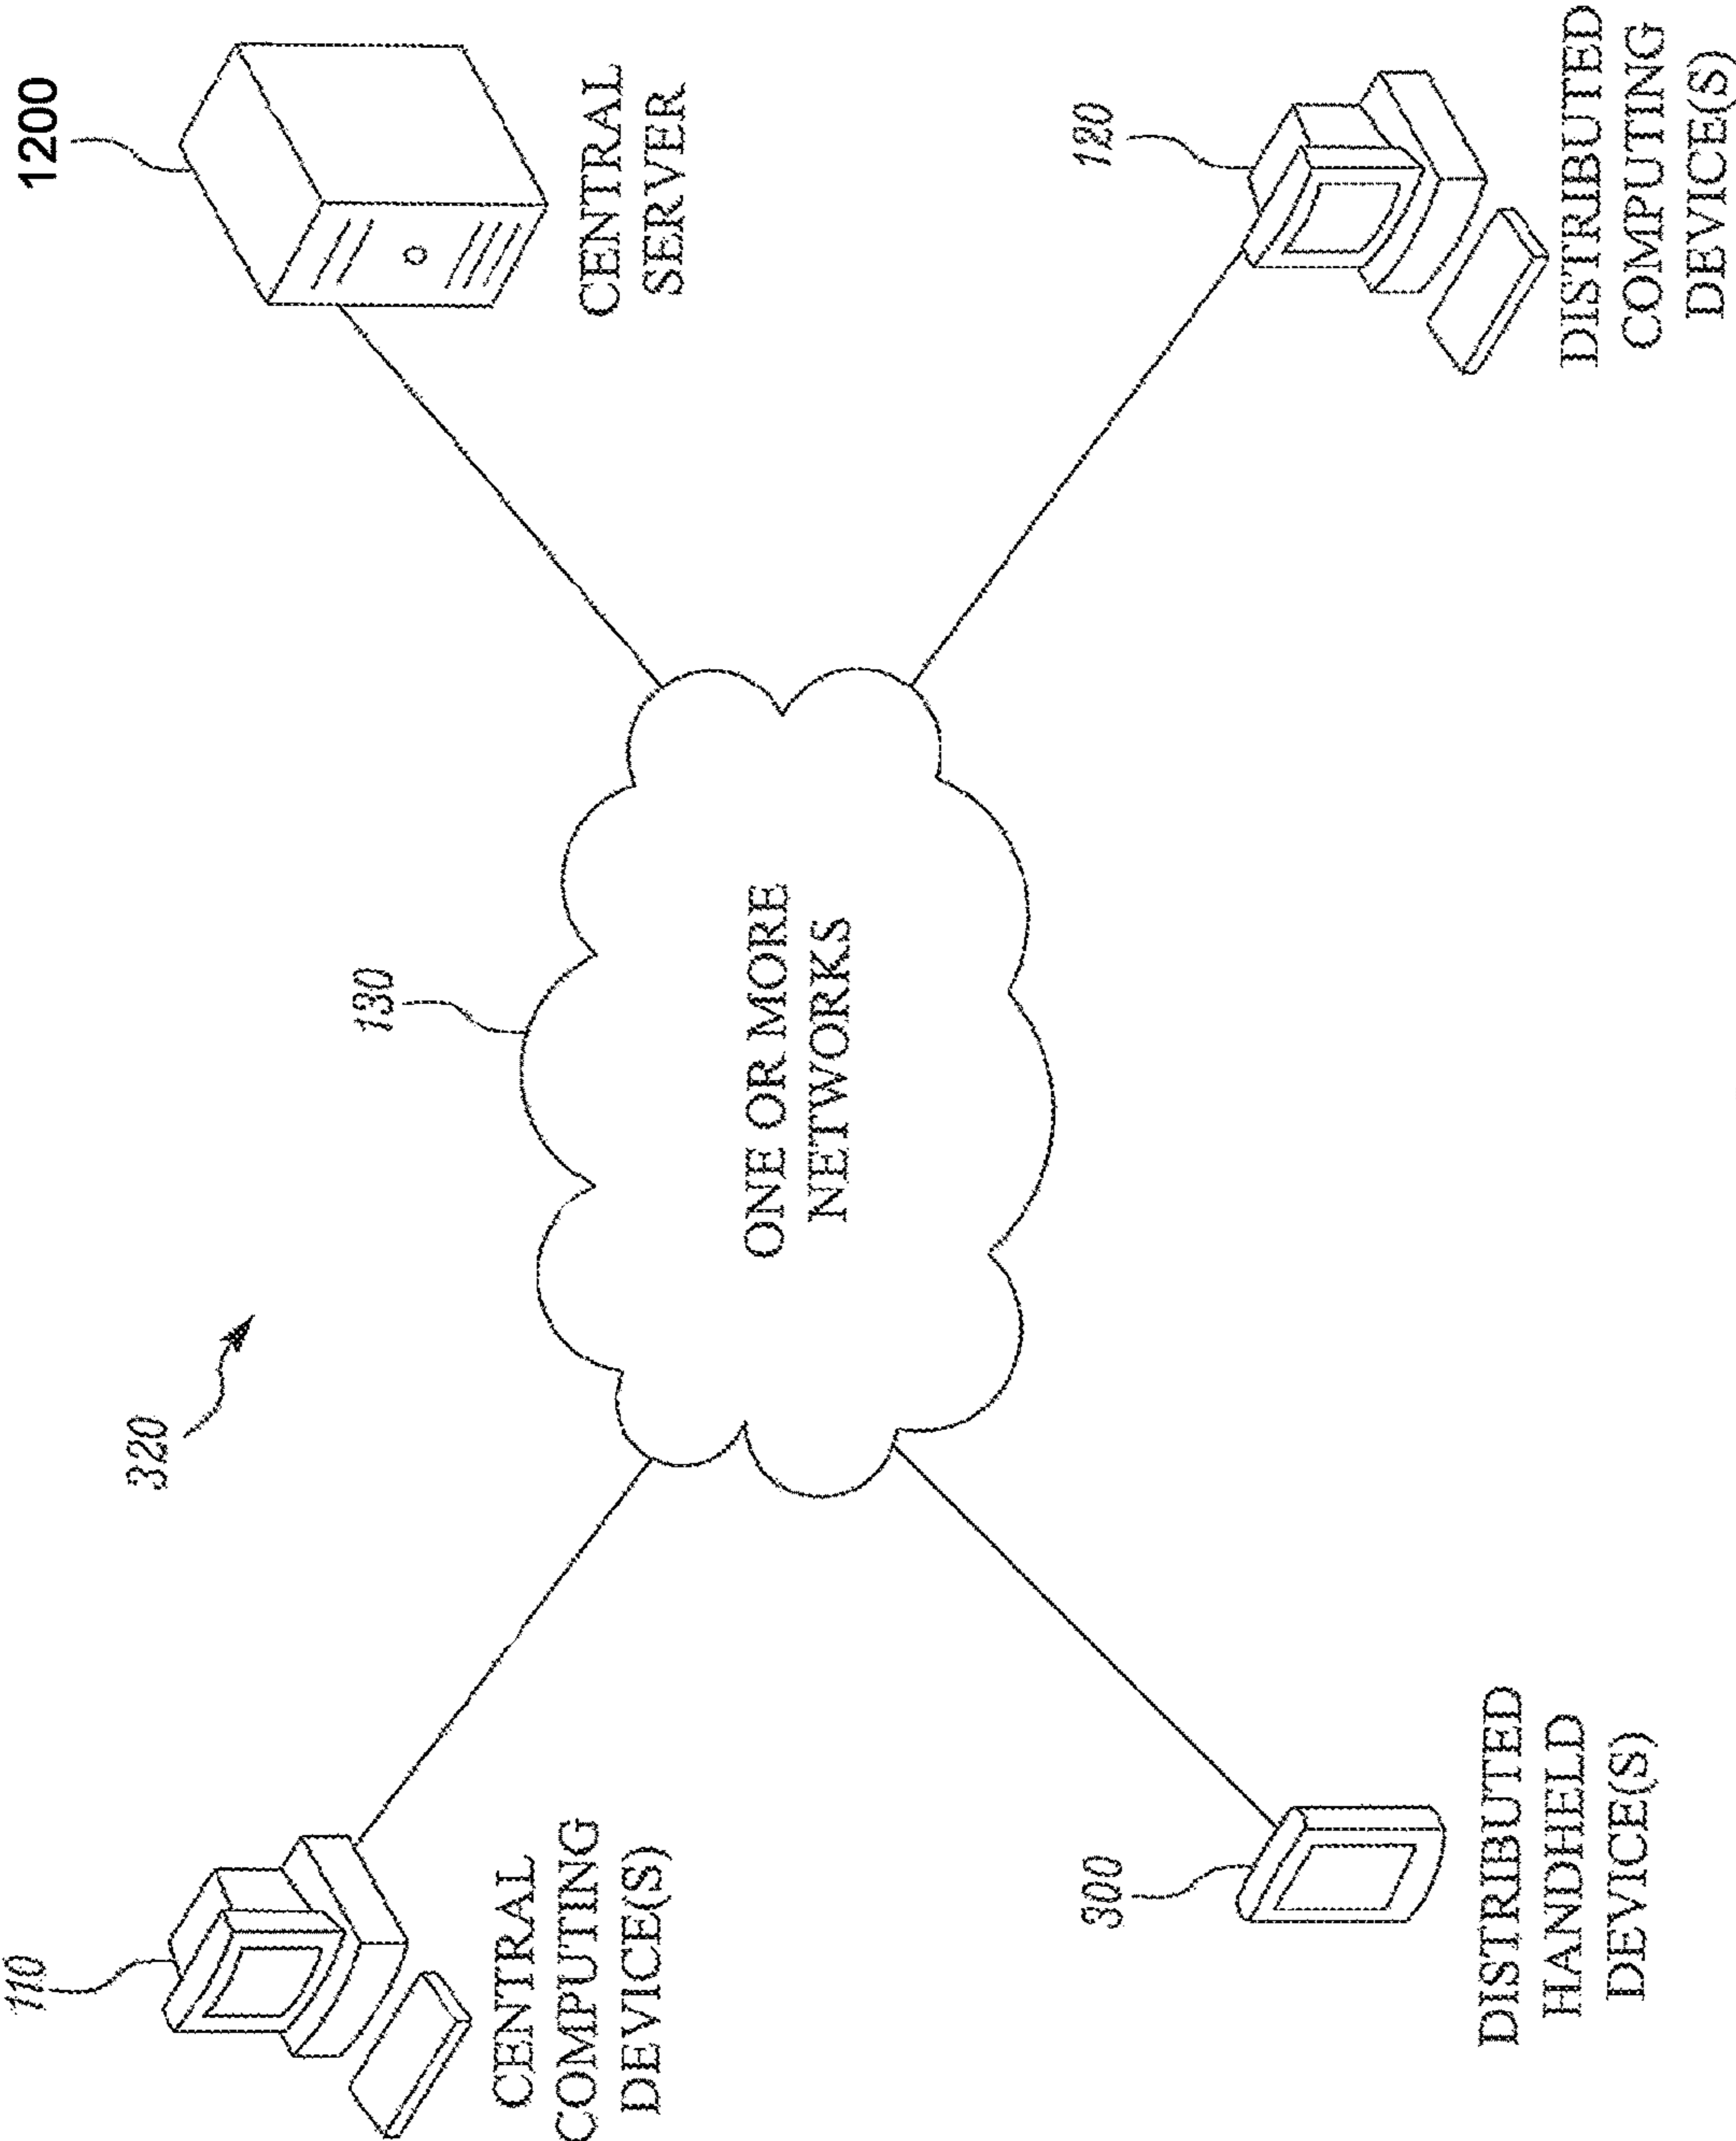 110
1200
320
130
CENTRAL
COMPUTING
DEVICE(S)
CENTRAL
SERVER
ONE OR MORE
NETWORKS
300
120
DISTRIBUTED
HANDHELD
DEVICE(S)
DISTRIBUTED
COMPUTING
DEVICE(S)